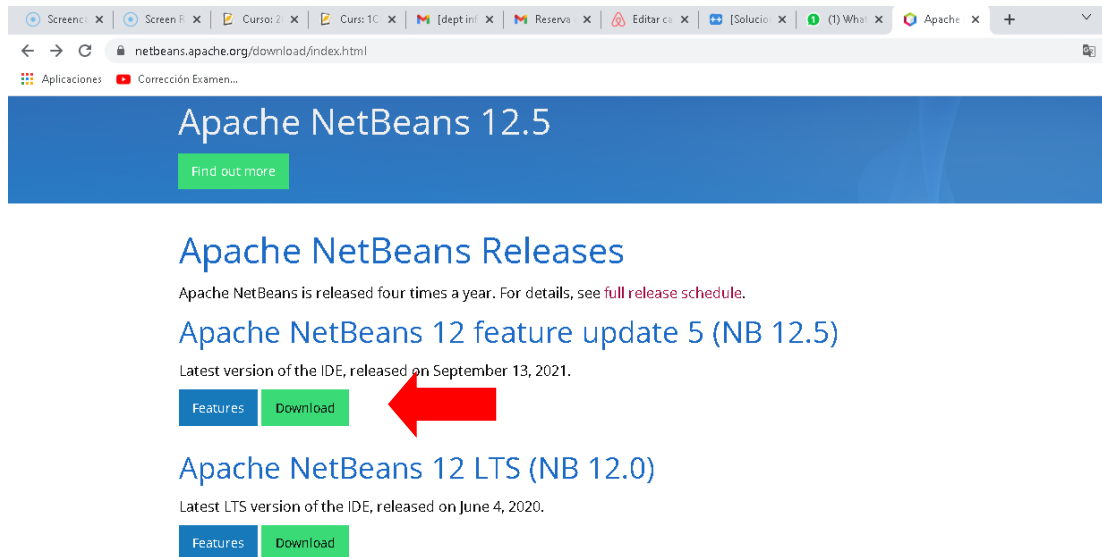 Screenca
Screen R
Curso: 2
Curs: 1C
[dept inf
Reserva
Editar ca
[Solucio
(1) What
Apache
netbeans.apache.org/download/index.html
Aplicaciones
Corrección Examen...
Apache NetBeans 12.5
Find out more
Apache NetBeans Releases
Apache NetBeans is released four times a year. For details, see full release schedule.
Apache NetBeans 12 feature update 5 (NB 12.5)
Latest version of the IDE, released on September 13, 2021.
Features Download
Apache NetBeans 12 LTS (NB 12.0)
Latest LTS version of the IDE, released on June 4, 2020.
Features Download